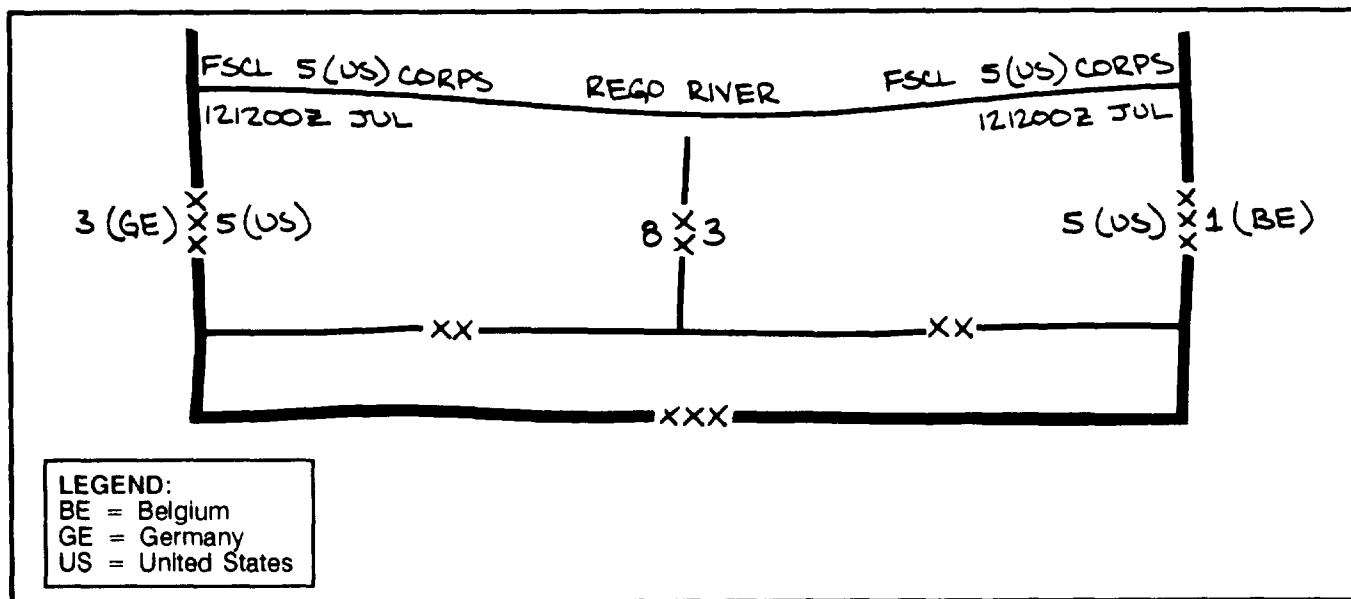 FSCL 5 (US) CORPS REGO RIVER FSCL 5 (US) CORPS
121200Z JUL 121200Z JUL
3 (GE) XXX 5 (US) 8 XX 3 5 (US) XXX 1 (BE)
XX XX
XXX
LEGEND:
BE = Belgium
GE = Germany
US = United States